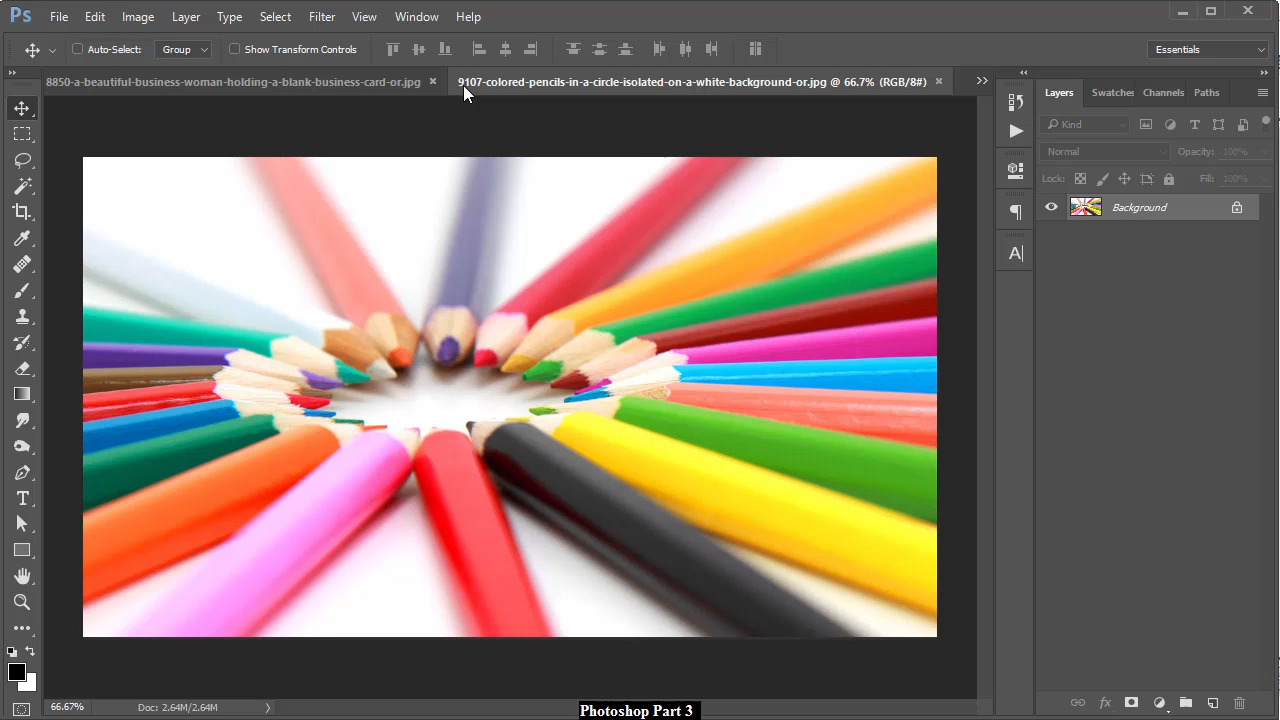 Ps File Edit Image Layer Type Select Filter View Window Help
Auto-Select: Group Show Transform Controls Essentials
8850-a-beautiful-business-woman-holding-a-blank-business-card-or.jpg 9107-colored-pencils-in-a-circle-isolated-on-a-white-background-or.jpg @ 66.7% (RGB/8#)
Layers Swatches Channels Paths
Kind
Normal Opacity: 100%
Lock: Fill: 100%
Background
66.67% Doc: 2.64M/2.64M
Photoshop Part 3